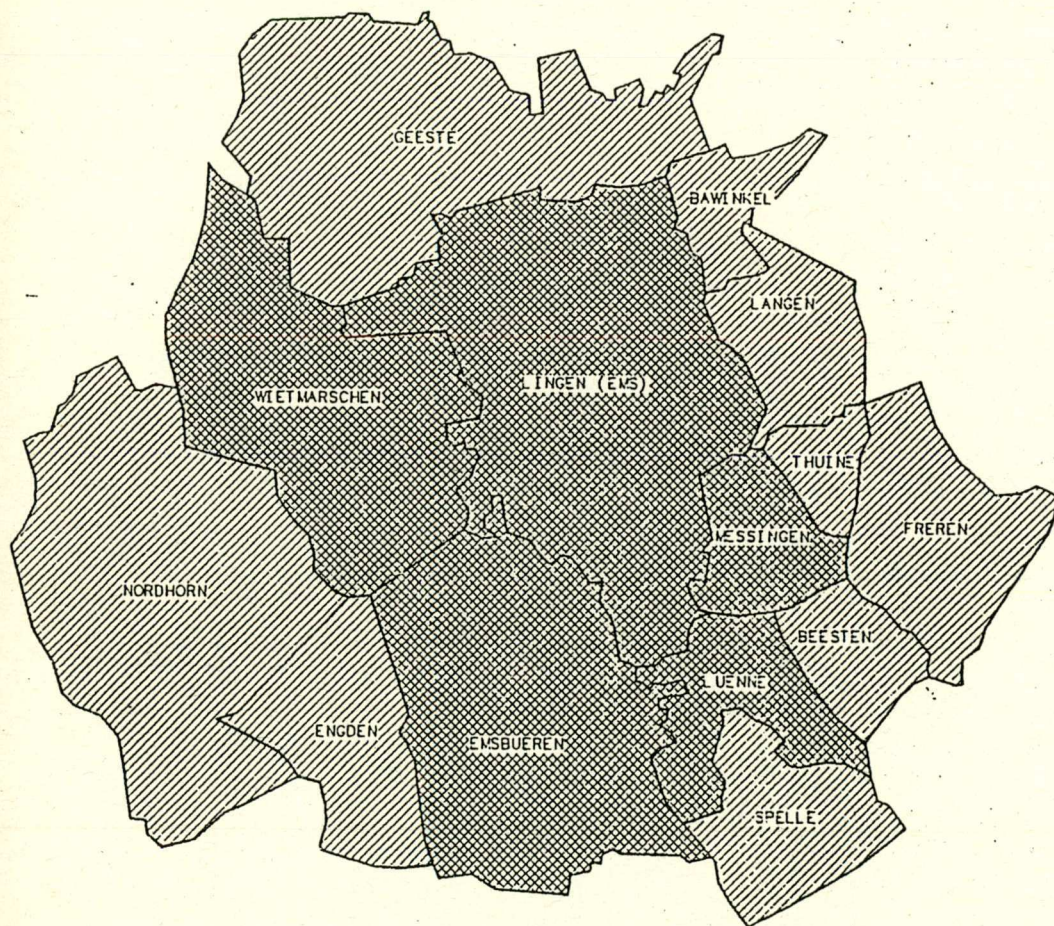 GEESTE
BAWINKEL
LANGEN
WIETMARSCHEN
LINGEN (EMS)
THUINE
FREREN
MESSINGEN
NORDHORN
BEESTEN
LUENNE
ENGDEN
EMSBUEREN
SPELLE